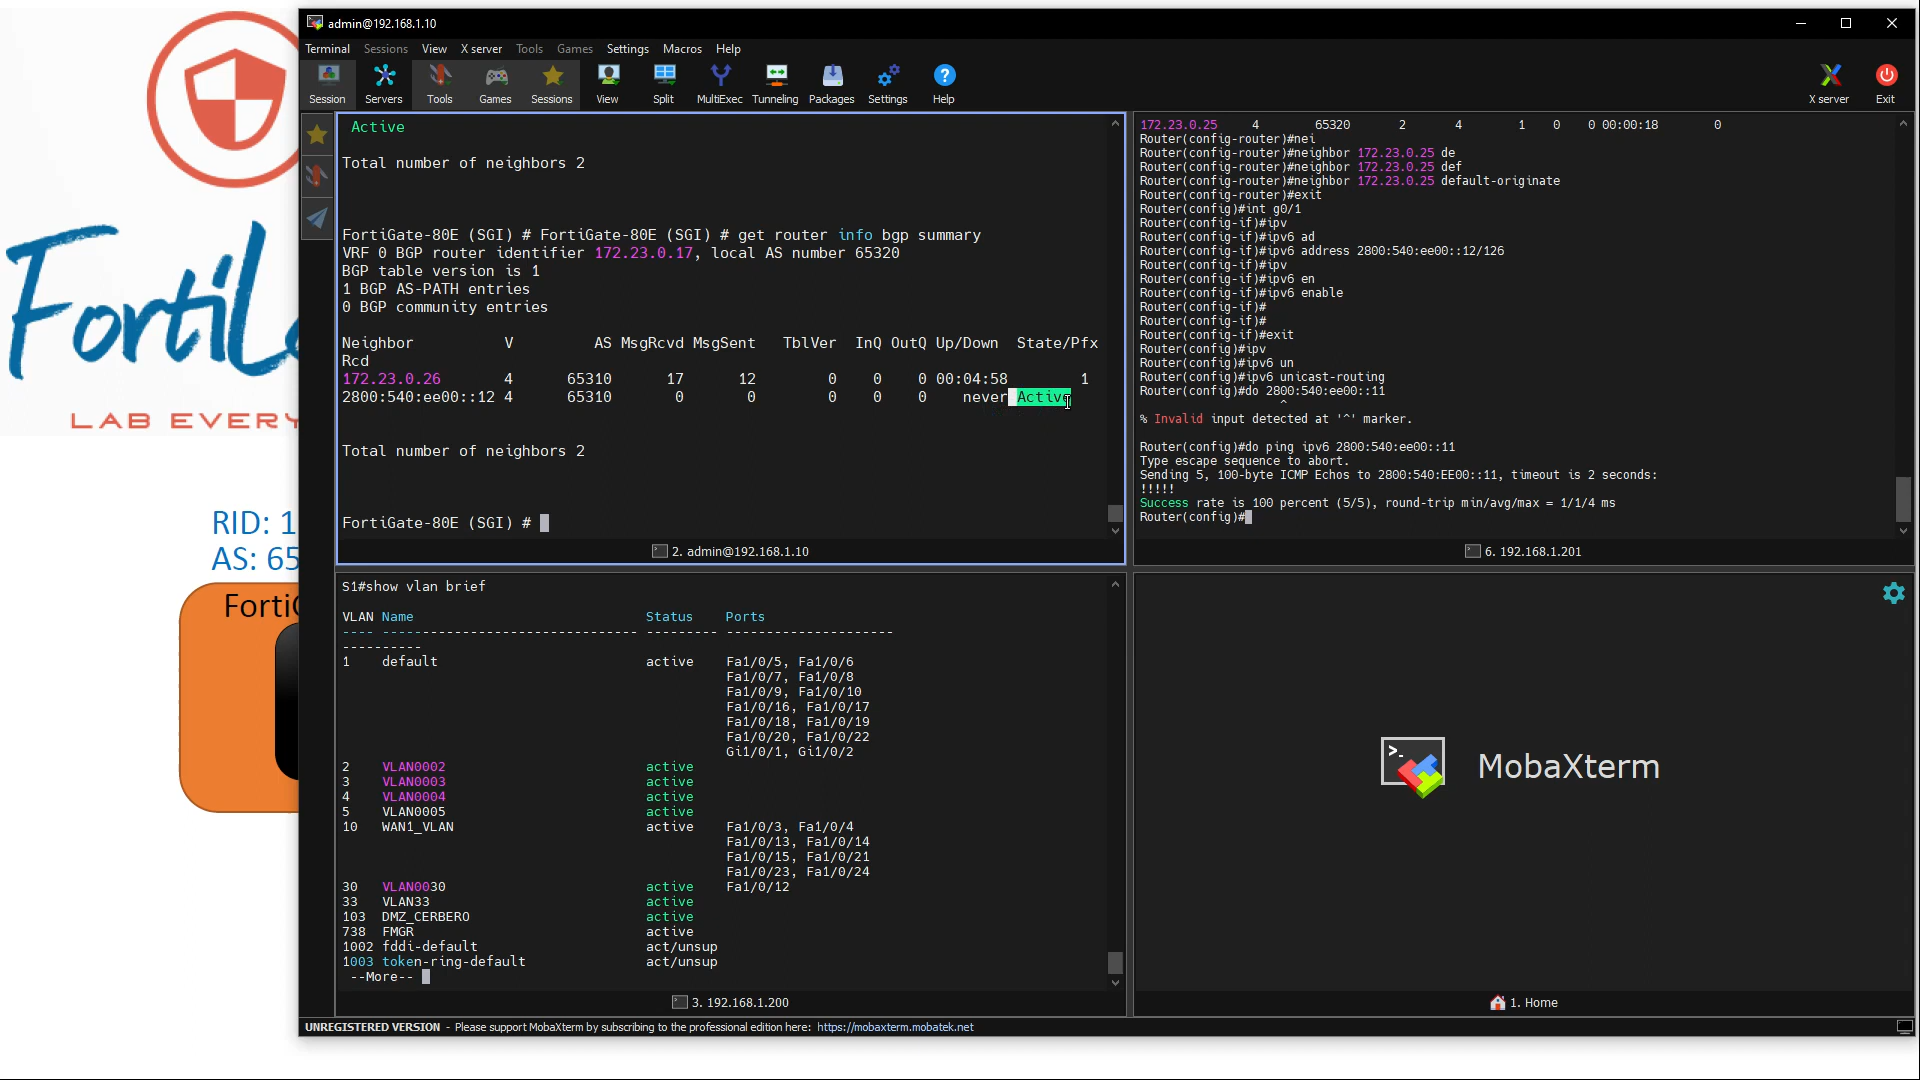 admin@192.168.1.10
Terminal Sessions View X server Tools Games Settings Macros Help
Session Servers Tools Games Sessions View Split MultiExec Tunneling Packages Settings Help X server Exit
FortiL
LAB EVERY
RID: 1
AS: 65
Forti
Active
Total number of neighbors 2
FortiGate-80E (SGI) # FortiGate-80E (SGI) # get router info bgp summary
VRF 0 BGP router identifier 172.23.0.17, local AS number 65320
BGP table version is 1
1 BGP AS-PATH entries
0 BGP community entries
Neighbor V AS MsgRcvd MsgSent TblVer InQ OutQ Up/Down State/Pfx
Rcd
172.23.0.26 4 65310 17 12 0 0 0 00:04:58 1
2800:540:ee00::12 4 65310 0 0 0 0 0 never Active
Total number of neighbors 2
FortiGate-80E (SGI) #
2. admin@192.168.1.10
172.23.0.25 4 65320 2 4 1 0 0 00:00:18 0
Router(config-router)#nei
Router(config-router)#neighbor 172.23.0.25 de
Router(config-router)#neighbor 172.23.0.25 def
Router(config-router)#neighbor 172.23.0.25 default-originate
Router(config-router)#exit
Router(config)#int g0/1
Router(config-if)#ipv
Router(config-if)#ipv6 ad
Router(config-if)#ipv6 address 2800:540:ee00::12/126
Router(config-if)#ipv
Router(config-if)#ipv6 en
Router(config-if)#ipv6 enable
Router(config-if)#
Router(config-if)#
Router(config-if)#exit
Router(config)#ipv
Router(config)#ipv6 un
Router(config)#ipv6 unicast-routing
Router(config)#do 2800:540:ee00::11
^
% Invalid input detected at '^' marker.
Router(config)#do ping ipv6 2800:540:ee00::11
Type escape sequence to abort.
Sending 5, 100-byte ICMP Echos to 2800:540:EE00::11, timeout is 2 seconds:
!!!!!
Success rate is 100 percent (5/5), round-trip min/avg/max = 1/1/4 ms
Router(config)#
6. 192.168.1.201
S1#show vlan brief
VLAN Name Status Ports
---- -------------------------------- --------- ---------------------
----------
1 default active Fa1/0/5, Fa1/0/6
Fa1/0/7, Fa1/0/8
Fa1/0/9, Fa1/0/10
Fa1/0/16, Fa1/0/17
Fa1/0/18, Fa1/0/19
Fa1/0/20, Fa1/0/22
Gi1/0/1, Gi1/0/2
2 VLAN0002 active
3 VLAN0003 active
4 VLAN0004 active
5 VLAN0005 active
10 WAN1_VLAN active Fa1/0/3, Fa1/0/4
Fa1/0/13, Fa1/0/14
Fa1/0/15, Fa1/0/21
Fa1/0/23, Fa1/0/24
30 VLAN0030 active Fa1/0/12
33 VLAN33 active
103 DMZ_CERBERO active
738 FMGR active
1002 fddi-default act/unsup
1003 token-ring-default act/unsup
--More--
3. 192.168.1.200
MobaXterm
1. Home
UNREGISTERED VERSION - Please support MobaXterm by subscribing to the professional edition here: https://mobaxterm.mobatek.net